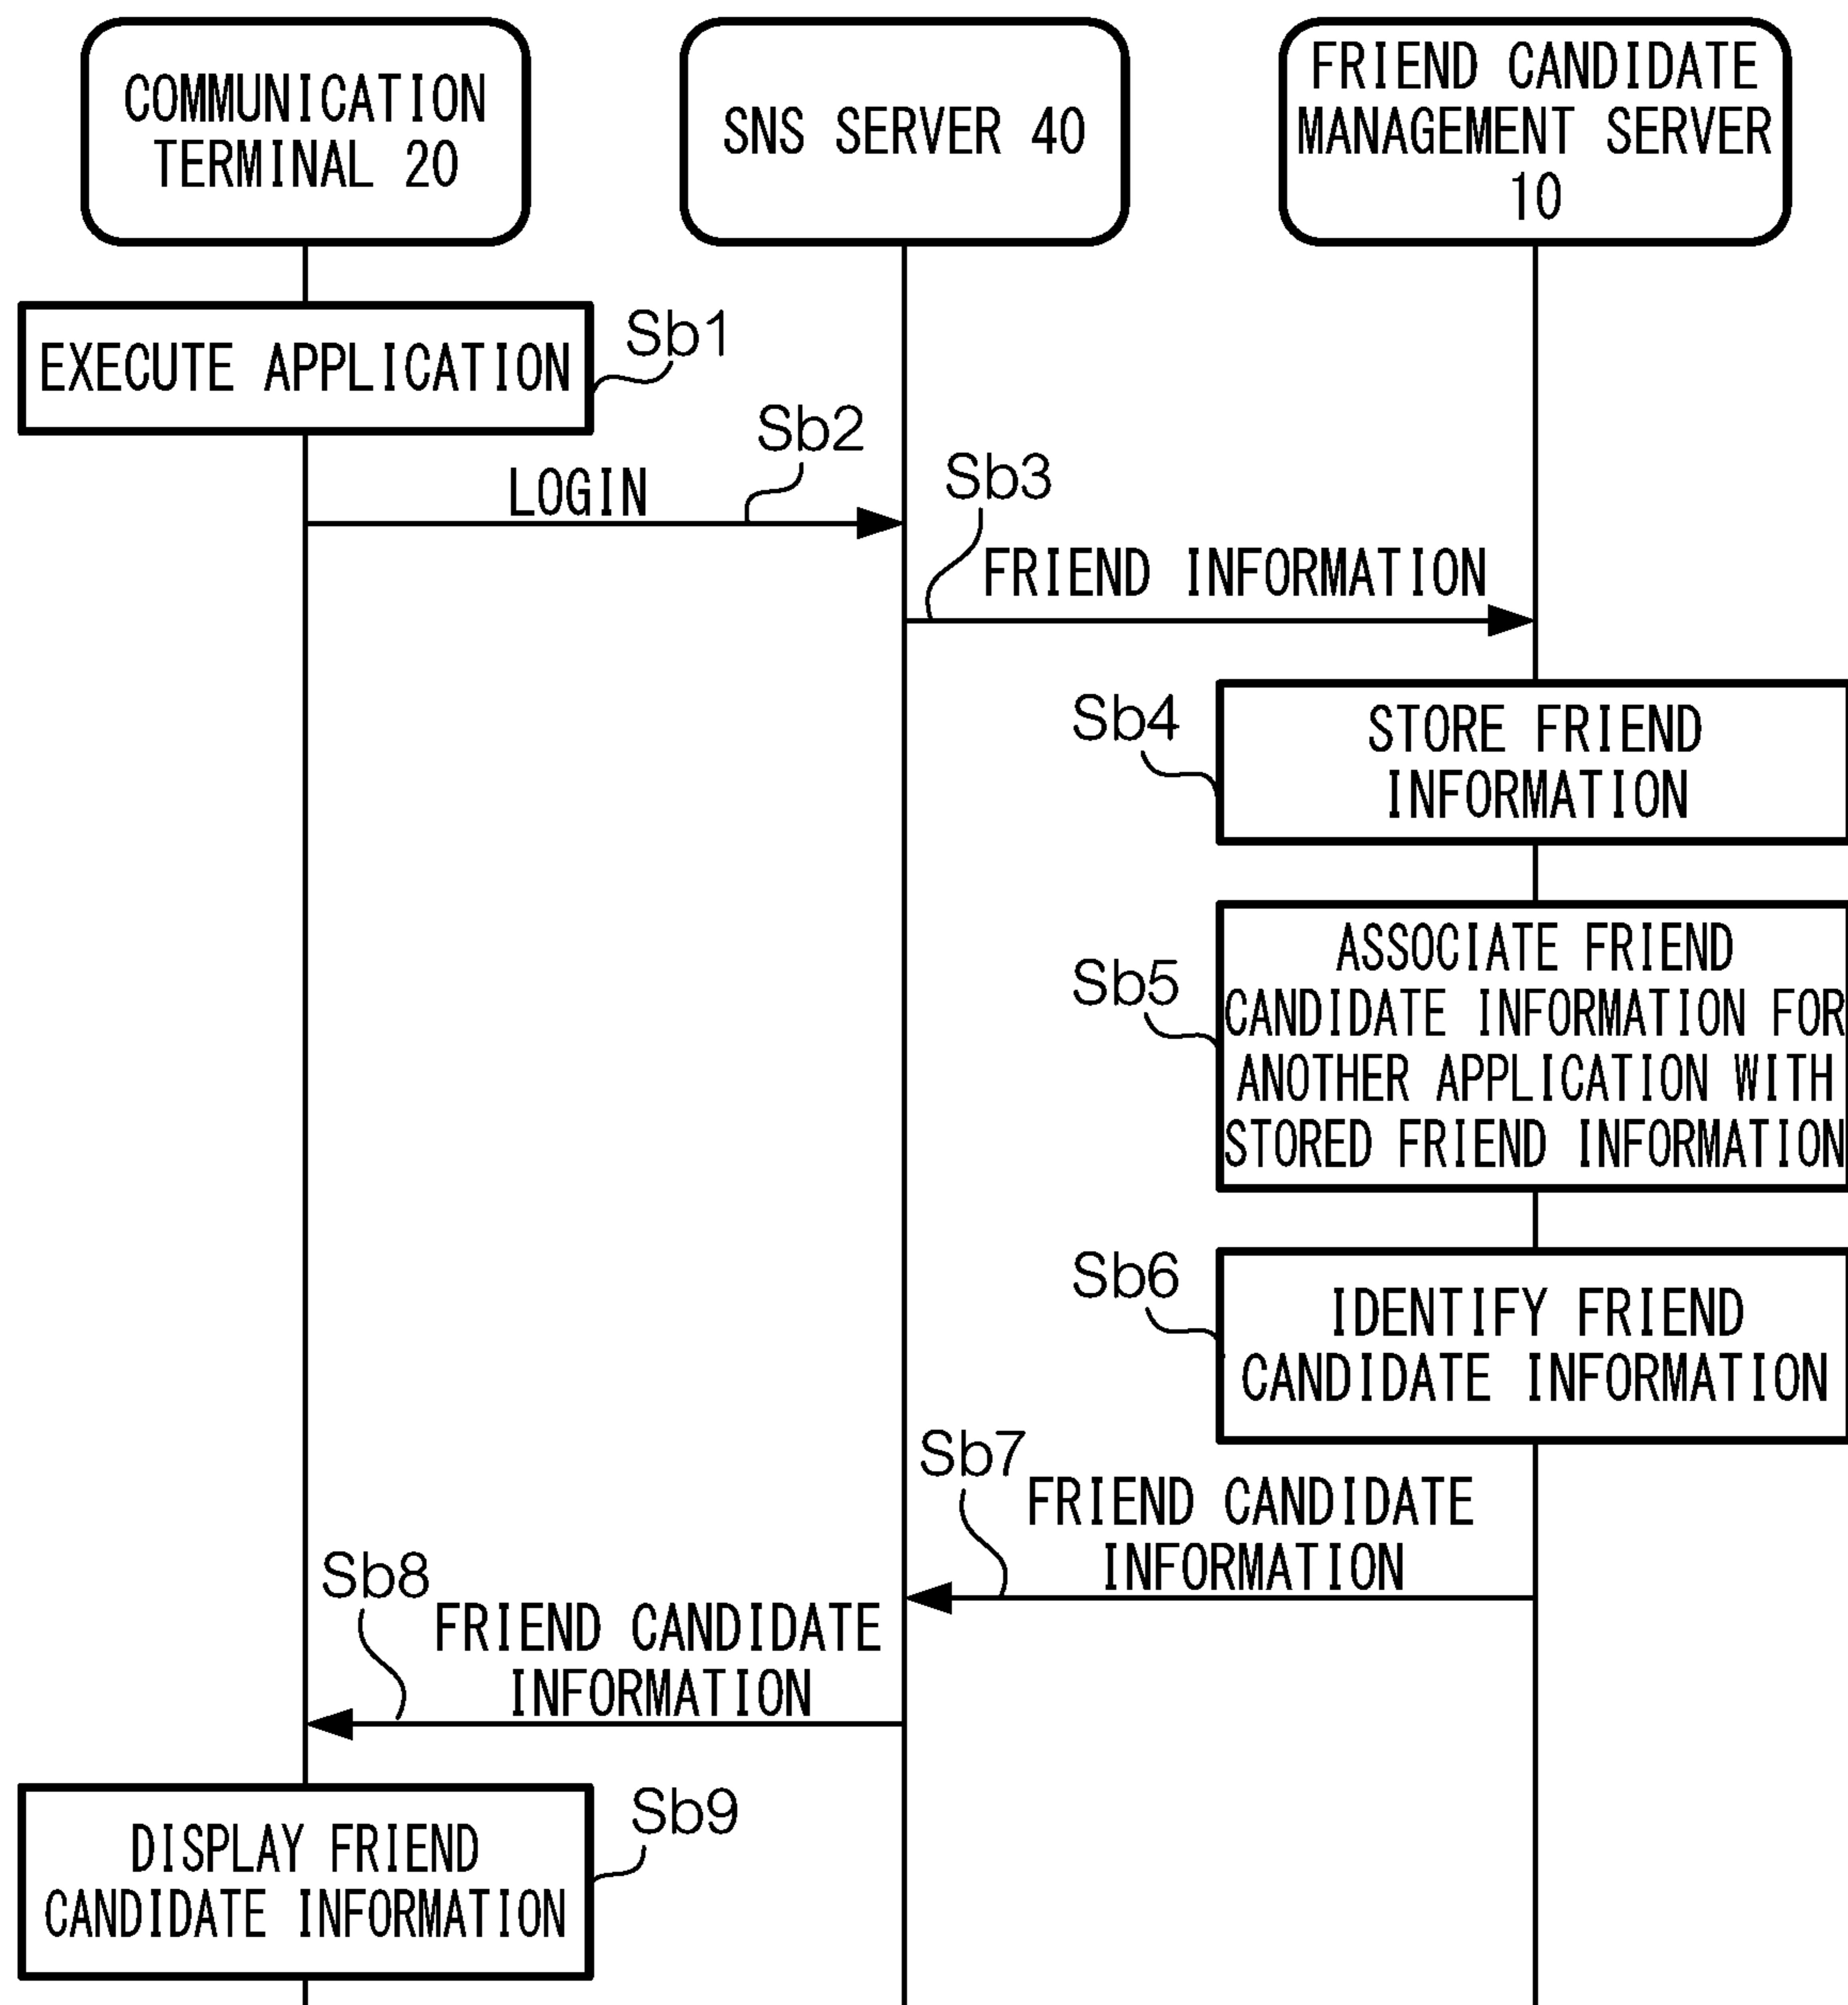 COMMUNICATION
TERMINAL 20
SNS SERVER 40
FRIEND CANDIDATE
MANAGEMENT SERVER
10
EXECUTE APPLICATION
Sb1
Sb2
LOGIN
Sb3
FRIEND INFORMATION
Sb4
STORE FRIEND
INFORMATION
Sb5
ASSOCIATE FRIEND
CANDIDATE INFORMATION FOR
ANOTHER APPLICATION WITH
STORED FRIEND INFORMATION
Sb6
IDENTIFY FRIEND
CANDIDATE INFORMATION
Sb7
FRIEND CANDIDATE
INFORMATION
Sb8
FRIEND CANDIDATE
INFORMATION
Sb9
DISPLAY FRIEND
CANDIDATE INFORMATION